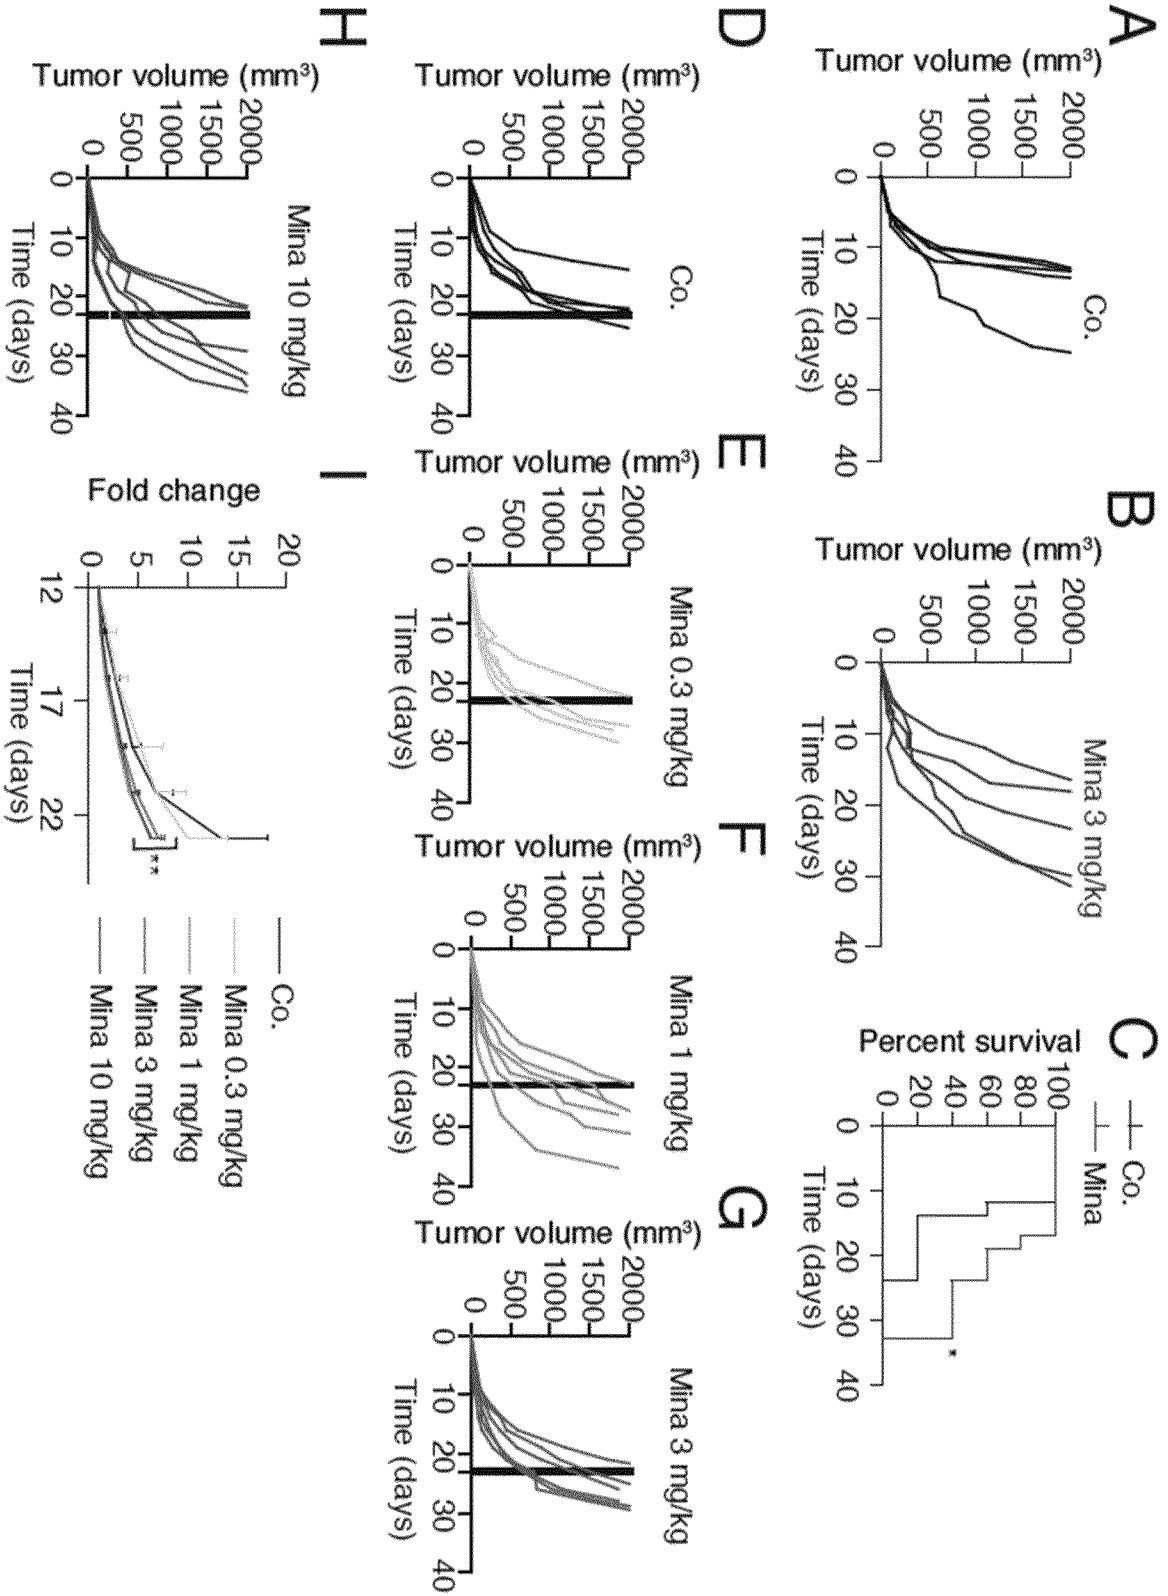 A
Tumor volume (mm³)
2000
1500
1000
500
0
Co.
0 10 20 30 40
Time (days)
B
Tumor volume (mm³)
2000
1500
1000
500
0
Mina 3 mg/kg
0 10 20 30 40
Time (days)
C
Percent survival
Co.
Mina
100
80
60
40
20
0
*
0 10 20 30 40
Time (days)
D
Tumor volume (mm³)
2000
1500
1000
500
0
Co.
0 10 20 30 40
Time (days)
E
Tumor volume (mm³)
2000
1500
1000
500
0
Mina 0.3 mg/kg
0 10 20 30 40
Time (days)
F
Tumor volume (mm³)
2000
1500
1000
500
0
Mina 1 mg/kg
0 10 20 30 40
Time (days)
G
Tumor volume (mm³)
2000
1500
1000
500
0
Mina 3 mg/kg
0 10 20 30 40
Time (days)
H
Tumor volume (mm³)
2000
1500
1000
500
0
Mina 10 mg/kg
0 10 20 30 40
Time (days)
I
Fold change
20
15
10
5
0
**
12 17 22
Time (days)
Co.
Mina 0.3 mg/kg
Mina 1 mg/kg
Mina 3 mg/kg
Mina 10 mg/kg